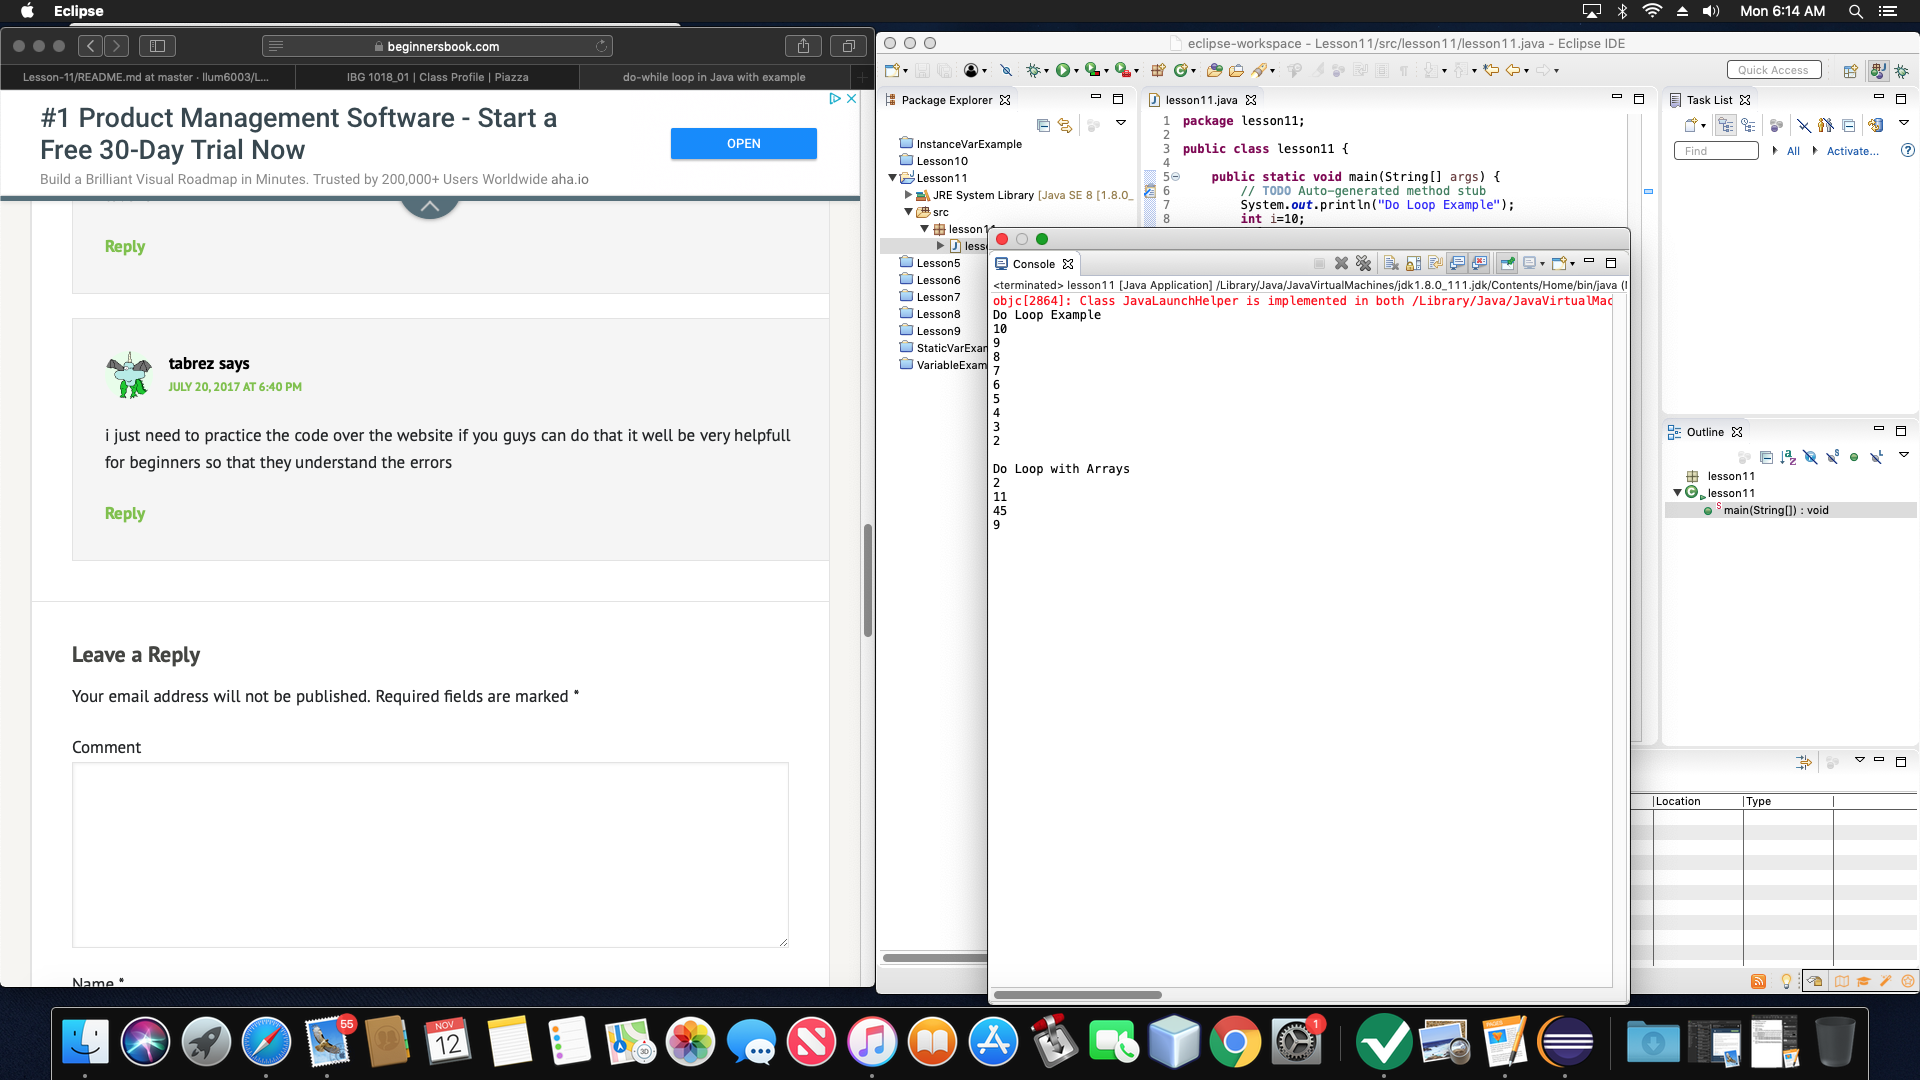 Eclipse
Mon 6:14 AM
beginnersbook.com
Lesson-11/README.md at master · llum6003/L...
IBG 1018_01 | Class Profile | Piazza
do-while loop in Java with example
#1 Product Management Software - Start a
Free 30-Day Trial Now
Build a Brilliant Visual Roadmap in Minutes. Trusted by 200,000+ Users Worldwide aha.io
OPEN
Reply
tabrez says
JULY 20, 2017 AT 6:40 PM
i just need to practice the code over the website if you guys can do that it well be very helpfull
for beginners so that they understand the errors
Reply
Leave a Reply
Your email address will not be published. Required fields are marked *
Comment
Name *
eclipse-workspace - Lesson11/src/lesson11/lesson11.java - Eclipse IDE
Quick Access
Package Explorer
InstanceVarExample
Lesson10
Lesson11
JRE System Library [Java SE 8 [1.8.0_
src
lesson11
less
Lesson5
Lesson6
Lesson7
Lesson8
Lesson9
StaticVarExam
VariableExam
lesson11.java
1 package lesson11;
2
3 public class lesson11 {
4
5 public static void main(String[] args) {
6 // TODO Auto-generated method stub
7 System.out.println("Do Loop Example");
8 int i=10;
Console
<terminated> lesson11 [Java Application] /Library/Java/JavaVirtualMachines/jdk1.8.0_111.jdk/Contents/Home/bin/java (
objc[2864]: Class JavaLaunchHelper is implemented in both /Library/Java/JavaVirtualMac
Do Loop Example
10
9
8
7
6
5
4
3
2
Do Loop with Arrays
2
11
45
9
Task List
Find
All
Activate...
Outline
lesson11
lesson11
main(String[]) : void
Location
Type
55
NOV
12
3D
1